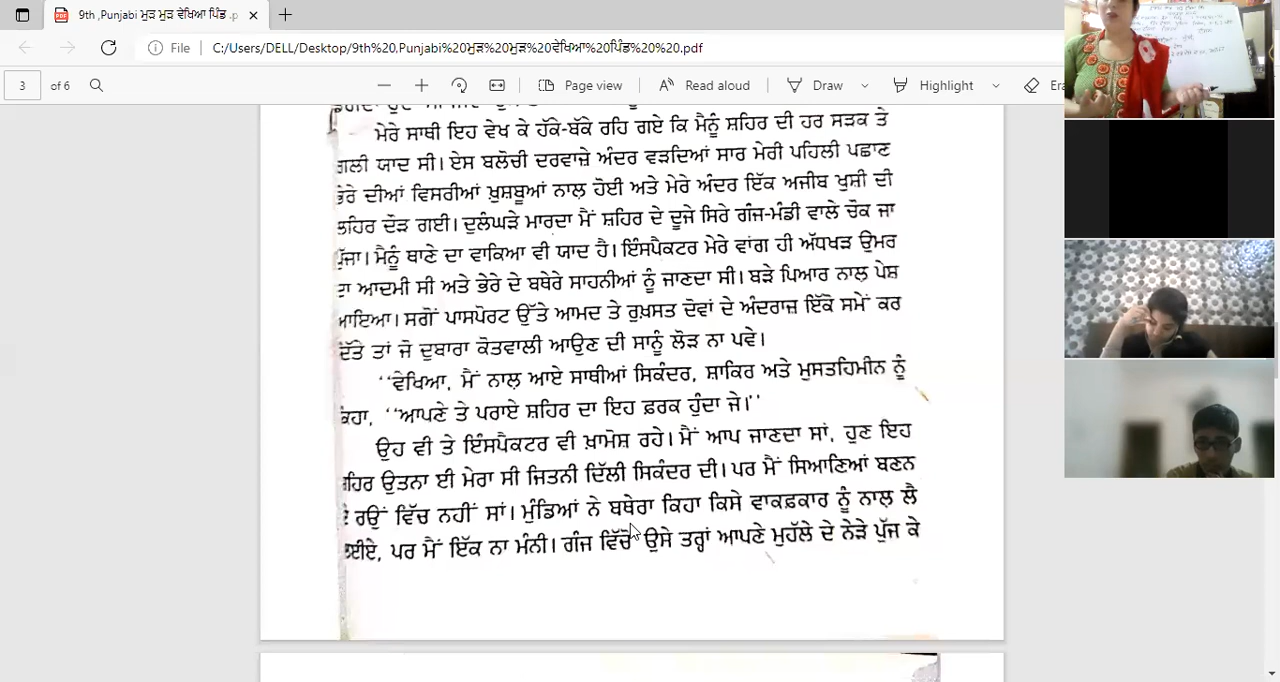 9th ,Punjabi ਮੁੜ ਮੁੜ ਵੇਖਿਆ ਪਿੰਡ .p
File
C:/Users/DELL/Desktop/9th%20,Punjabi%20ਮੁੜ%20ਮੁੜ%20ਵੇਖਿਆ%20ਪਿੰਡ%20%20.pdf
3 of 6
Page view
Read aloud
Draw
Highlight
ਮੇਰੇ ਸਾਥੀ ਇਹ ਵੇਖ ਕੇ ਹੱਕੇ-ਬੱਕੇ ਰਹਿ ਗਏ ਕਿ ਮੈਨੂੰ ਸ਼ਹਿਰ ਦੀ ਹਰ ਸੜਕ ਤੇ
ਗਲੀ ਯਾਦ ਸੀ। ਏਸ ਬਲੋਚੀ ਦਰਵਾਜ਼ੇ ਅੰਦਰ ਵੜਦਿਆਂ ਸਾਰ ਮੇਰੀ ਪਹਿਲੀ ਪਛਾਣ
ਭੇਰੇ ਦੀਆਂ ਵਿਸਰੀਆਂ ਖ਼ੁਸ਼ਬੂਆਂ ਨਾਲ਼ ਹੋਈ ਅਤੇ ਮੇਰੇ ਅੰਦਰ ਇੱਕ ਅਜੀਬ ਖੁਸ਼ੀ ਦੀ
ਲਹਿਰ ਦੌੜ ਗਈ। ਦੁਲੰਘੜੇ ਮਾਰਦਾ ਮੈਂ ਸ਼ਹਿਰ ਦੇ ਦੂਜੇ ਸਿਰੇ ਗੰਜ-ਮੰਡੀ ਵਾਲੇ ਚੌਕ ਜਾ
ਪੁੱਜਾ। ਮੈਨੂੰ ਥਾਣੇ ਦਾ ਵਾਕਿਆ ਵੀ ਯਾਦ ਹੈ। ਇੰਸਪੈਕਟਰ ਮੇਰੇ ਵਾਂਗ ਹੀ ਅੱਧਖੜ ਉਮਰ
ਦਾ ਆਦਮੀ ਸੀ ਅਤੇ ਭੇਰੇ ਦੇ ਬਥੇਰੇ ਸਾਹਨੀਆਂ ਨੂੰ ਜਾਣਦਾ ਸੀ। ਬੜੇ ਪਿਆਰ ਨਾਲ਼ ਪੇਸ਼
ਆਇਆ। ਸਗੋਂ ਪਾਸਪੋਰਟ ਉੱਤੇ ਆਮਦ ਤੇ ਰੁਖ਼ਸਤ ਦੋਵਾਂ ਦੇ ਅੰਦਰਾਜ਼ ਇੱਕੋ ਸਮੇਂ ਕਰ
ਦਿੱਤੇ ਤਾਂ ਜੋ ਦੁਬਾਰਾ ਕੋਤਵਾਲੀ ਆਉਣ ਦੀ ਸਾਨੂੰ ਲੋੜ ਨਾ ਪਵੇ।
‘‘ਵੇਖਿਆ, ਮੈਂ ਨਾਲ਼ ਆਏ ਸਾਥੀਆਂ ਸਿਕੰਦਰ, ਸ਼ਾਕਿਰ ਅਤੇ ਮੁਸਤਹਿਮੀਨ ਨੂੰ
ਕਿਹਾ, ‘‘ਆਪਣੇ ਤੇ ਪਰਾਏ ਸ਼ਹਿਰ ਦਾ ਇਹ ਫ਼ਰਕ ਹੁੰਦਾ ਜੇ।’’
ਉਹ ਵੀ ਤੇ ਇੰਸਪੈਕਟਰ ਵੀ ਖ਼ਾਮੋਸ਼ ਰਹੇ। ਮੈਂ ਆਪ ਜਾਣਦਾ ਸਾਂ, ਹੁਣ ਇਹ
ਸ਼ਹਿਰ ਉਤਨਾ ਈ ਮੇਰਾ ਸੀ ਜਿਤਨੀ ਦਿੱਲੀ ਸਿਕੰਦਰ ਦੀ। ਪਰ ਮੈਂ ਸਿਆਣਿਆਂ ਬਣਨ
ਦੇ ਰਉਂ ਵਿੱਚ ਨਹੀਂ ਸਾਂ। ਮੁੰਡਿਆਂ ਨੇ ਬਥੇਰਾ ਕਿਹਾ ਕਿਸੇ ਵਾਕਫ਼ਕਾਰ ਨੂੰ ਨਾਲ਼ ਲੈ
ਲਈਏ, ਪਰ ਮੈਂ ਇੱਕ ਨਾ ਮੰਨੀ। ਗੰਜ ਵਿੱਚੋਂ ਉਸੇ ਤਰ੍ਹਾਂ ਆਪਣੇ ਮੁਹੱਲੇ ਦੇ ਨੇੜੇ ਪੁੱਜ ਕੇ